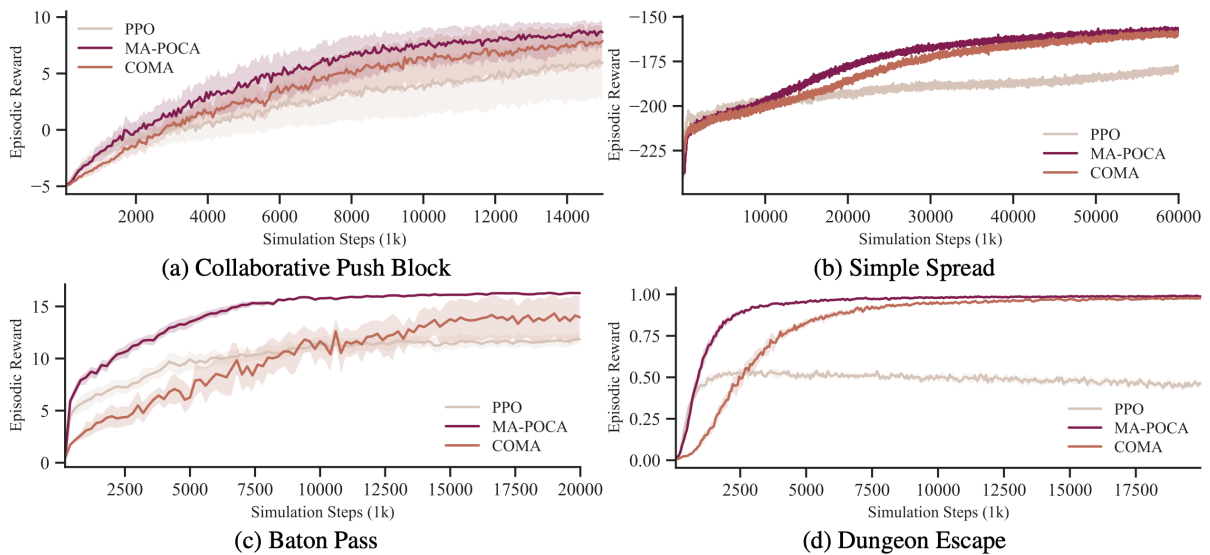 10
5
0
−5
Episodic Reward
PPO
MA-POCA
COMA
2000 4000 6000 8000 10000 12000 14000
Simulation Steps (1k)
(a) Collaborative Push Block
−150
−175
−200
−225
Episodic Reward
PPO
MA-POCA
COMA
10000 20000 30000 40000 50000 60000
Simulation Steps (1k)
(b) Simple Spread
15
10
5
0
Episodic Reward
PPO
MA-POCA
COMA
2500 5000 7500 10000 12500 15000 17500 20000
Simulation Steps (1k)
(c) Baton Pass
1.00
0.75
0.50
0.25
0.00
Episodic Reward
PPO
MA-POCA
COMA
2500 5000 7500 10000 12500 15000 17500
Simulation Steps (1k)
(d) Dungeon Escape